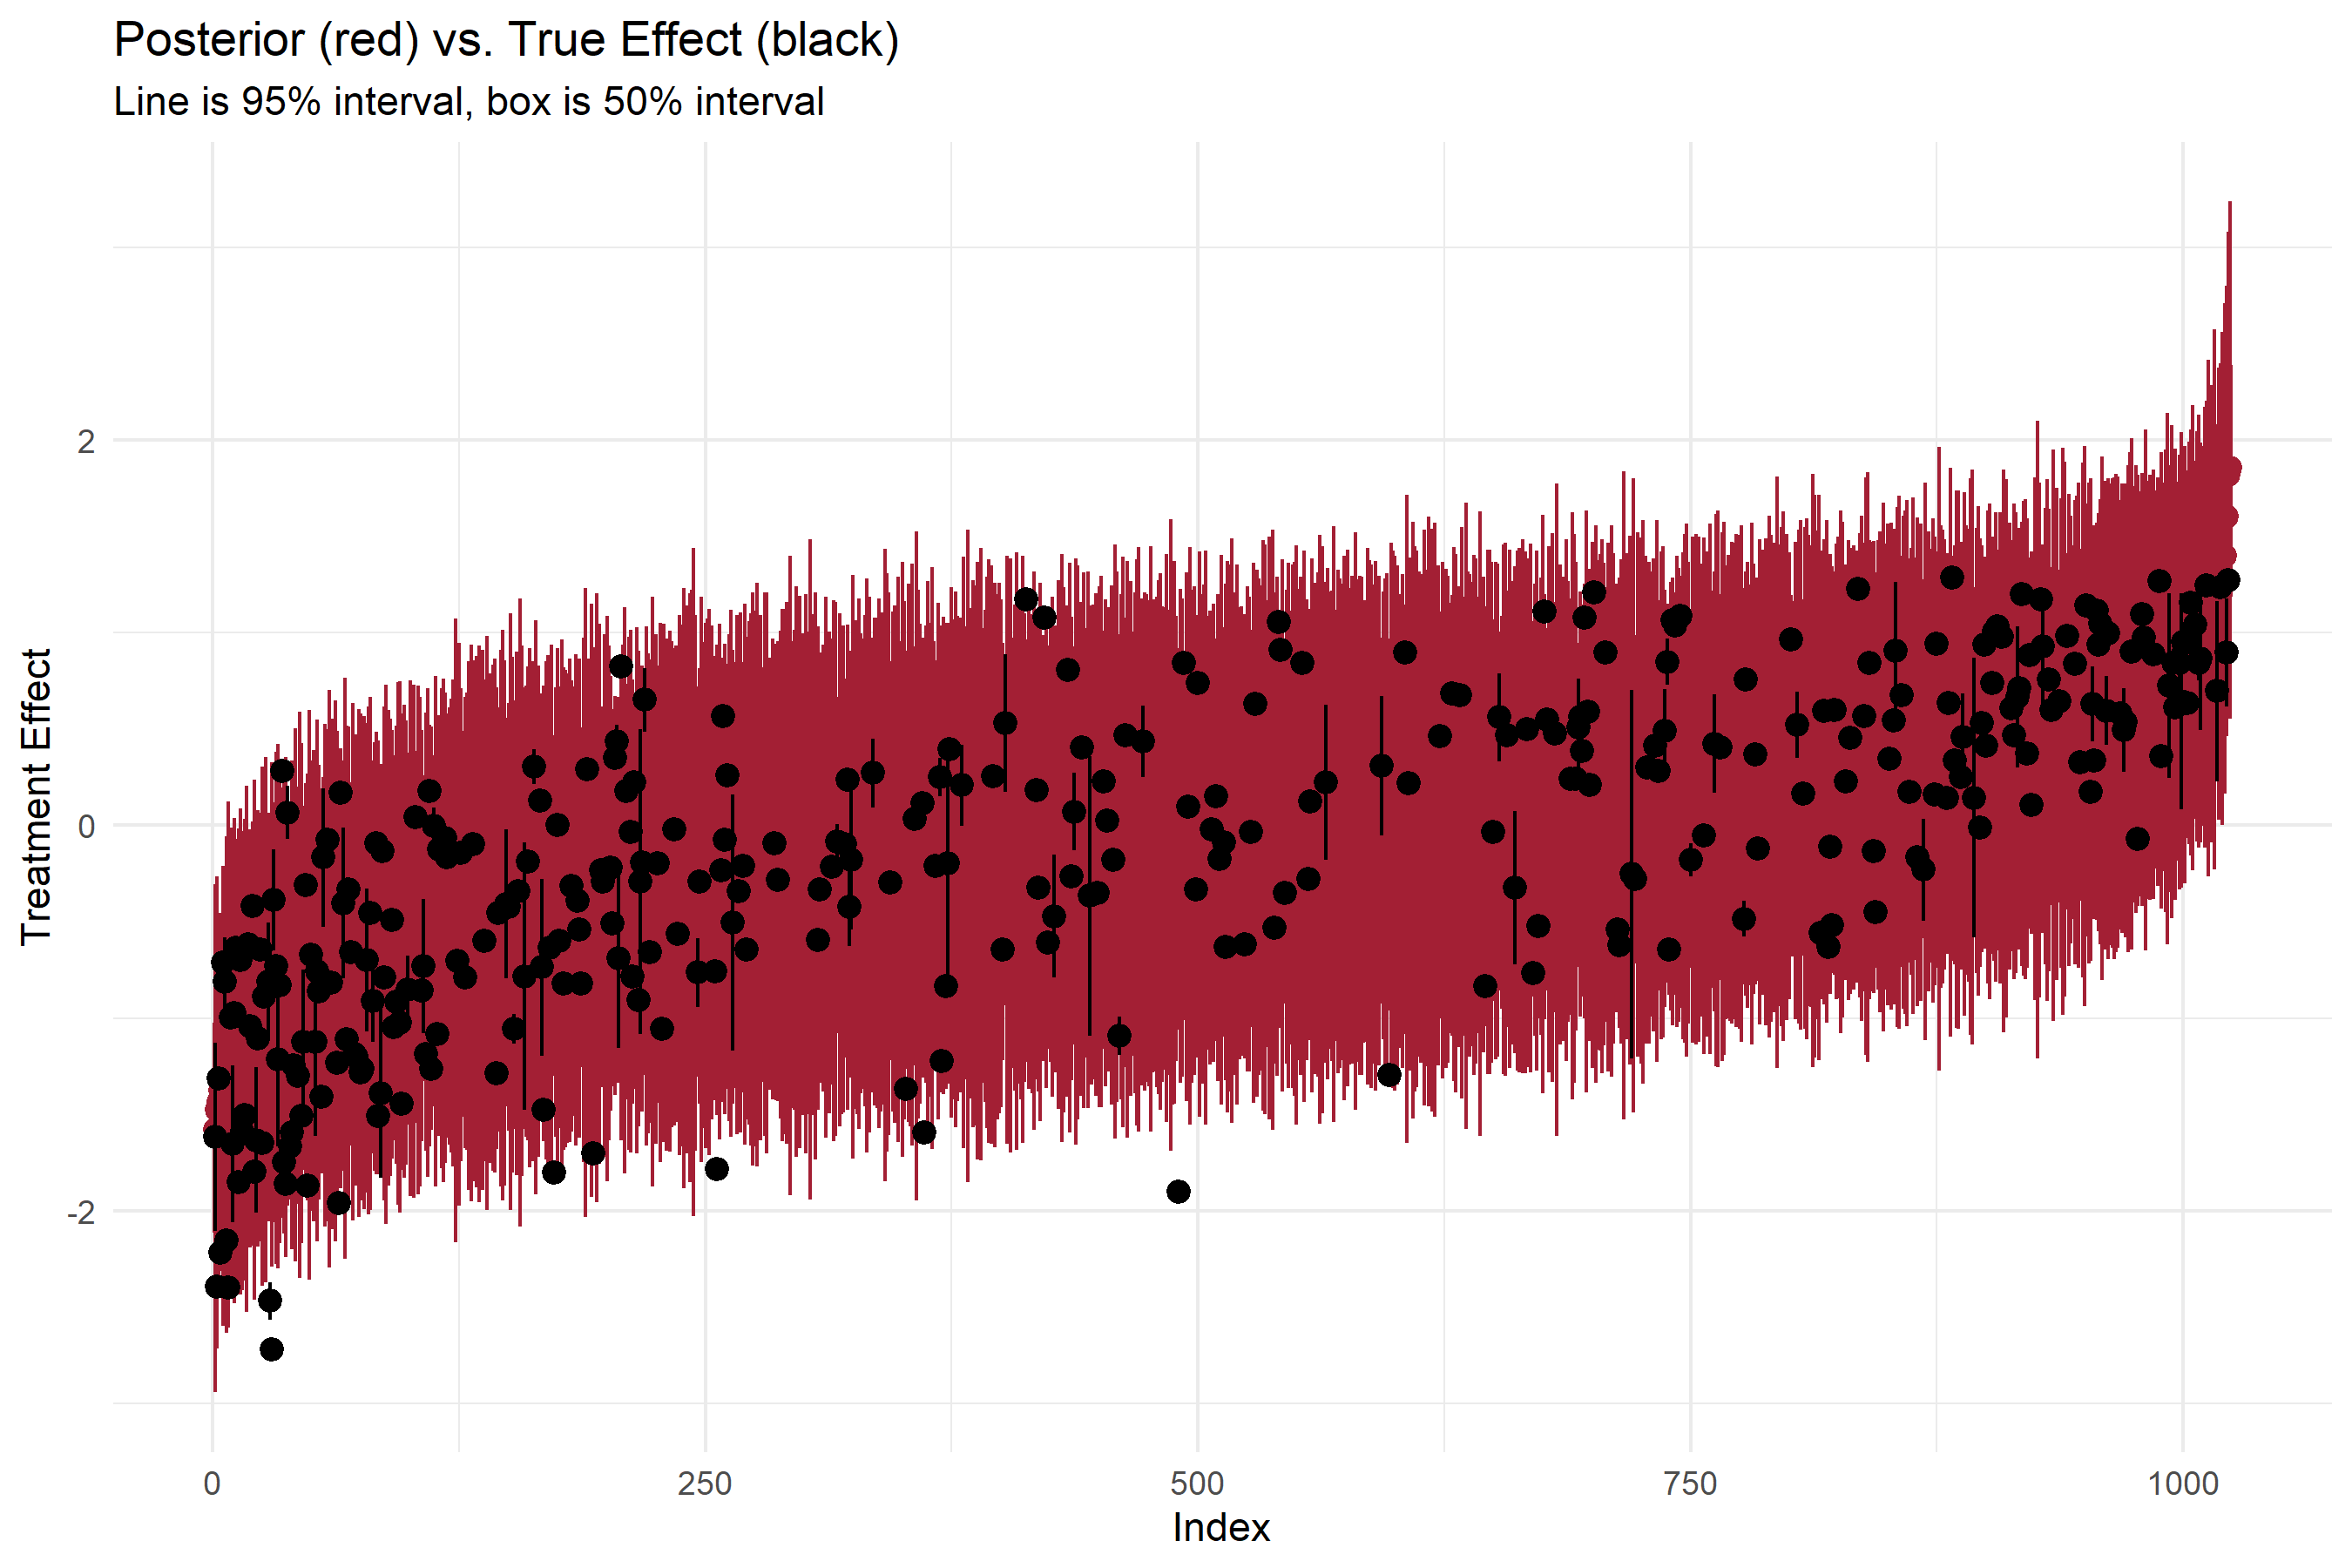 Posterior (red) vs. True Effect (black)
Line is 95% interval, box is 50% interval
Treatment Effect
2
0
-2
0
250
500
750
1000
Index